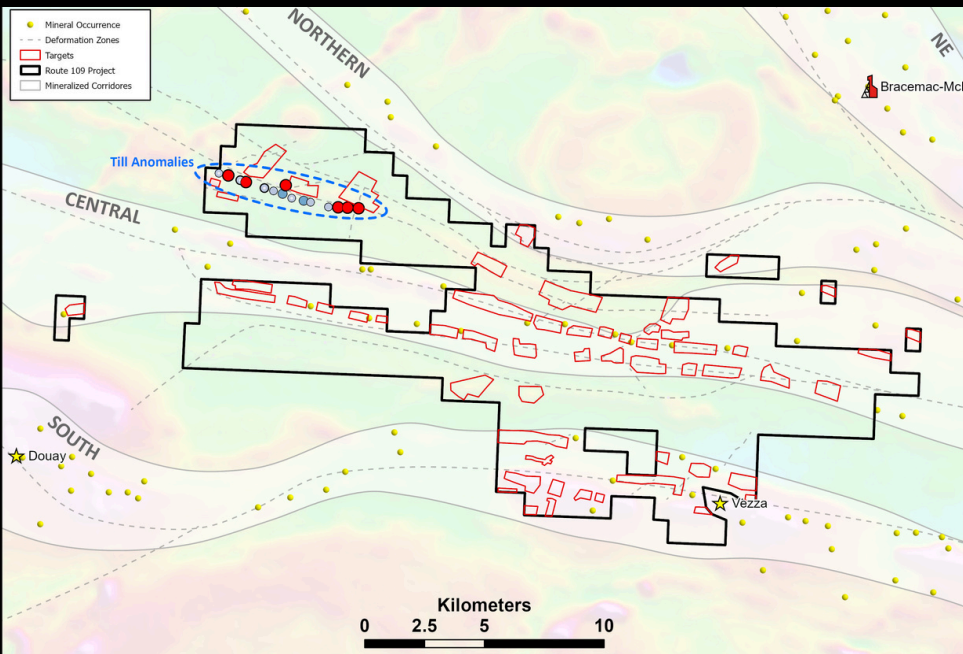 Mineral Occurrence
Deformation Zones
Targets
Route 109 Project
Mineralized Corridores
NORTHERN
NE
Bracemac-McL
Till Anomalies
CENTRAL
SOUTH
Douay
Vezza
Kilometers
0 2.5 5 10